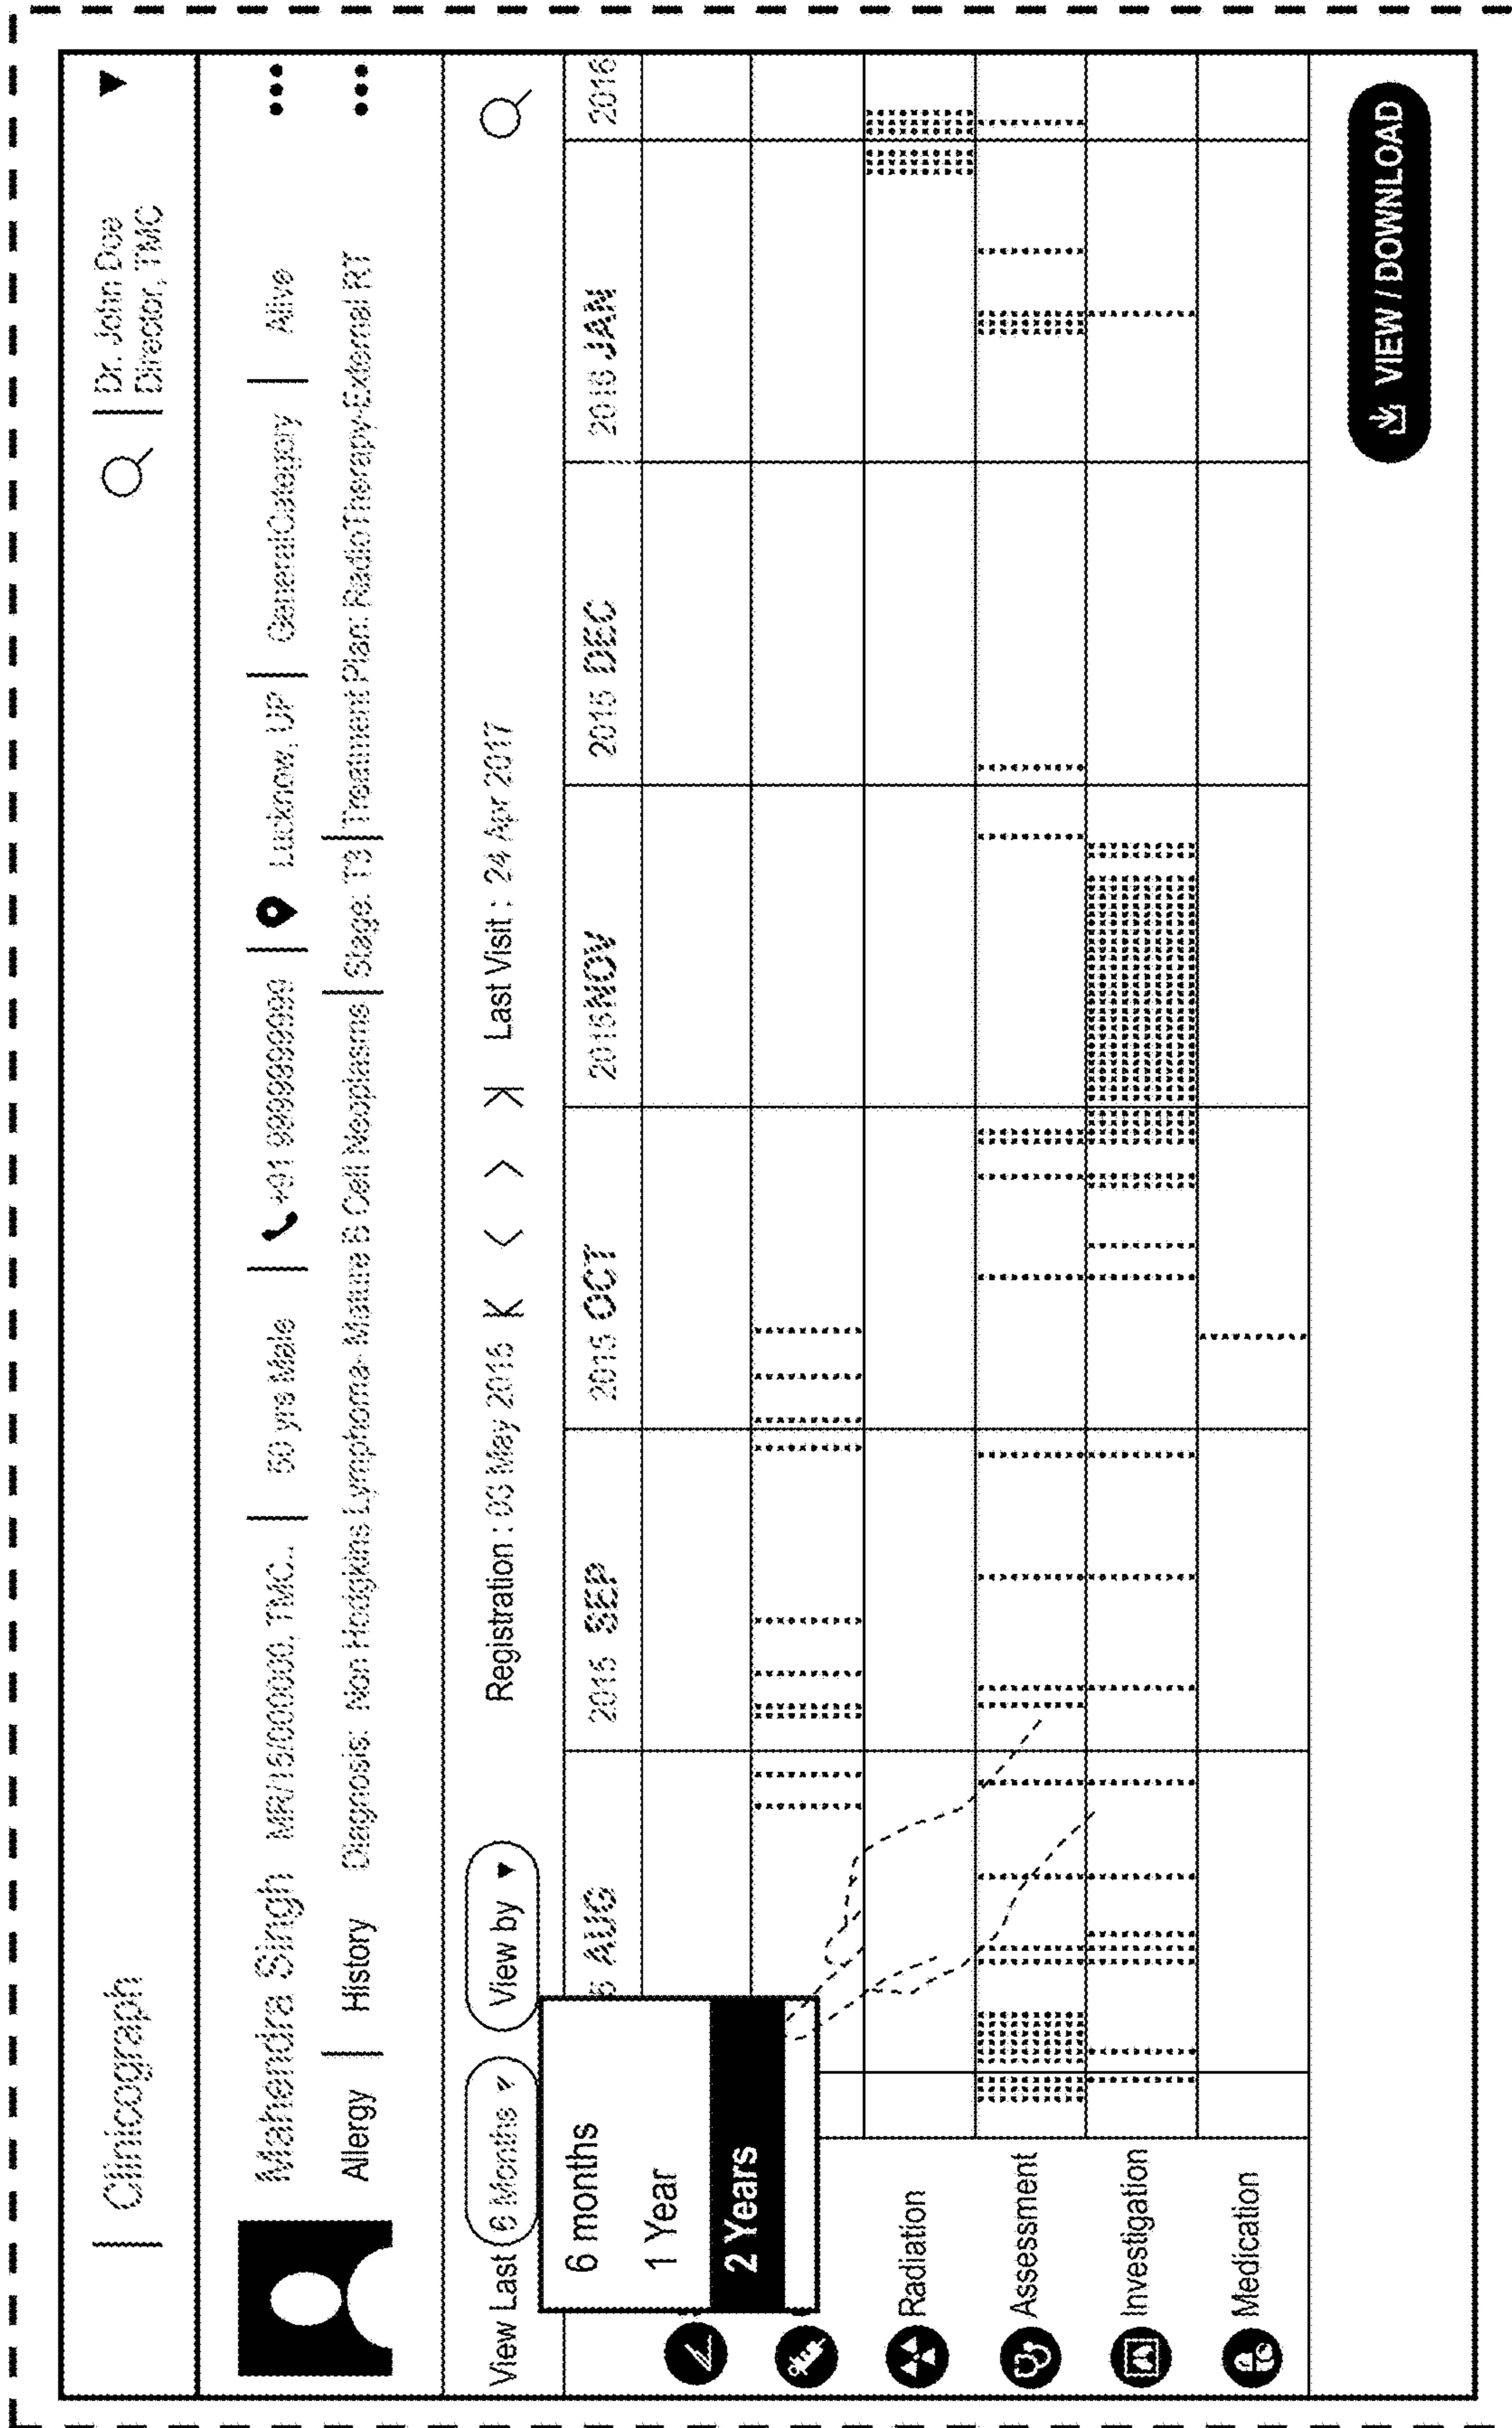 Clinicograph
Dr. John Doe
Director, TMC
Mahendra Singh MR/15/000000, TMC.. 50 yrs Male +91 9999999999 Lucknow, UP GeneralCategory Alive
Allergy History Diagnosis: Non Hodgkins Lymphoma- Mature B Cell Neoplasms Stage: T3 Treatment Plan: RadioTherapy-External RT
View Last 6 Months View by Registration : 03 May 2015 K < > Last Visit : 24 Apr 2017
5 AUG 2015 SEP 2015 OCT 2015 NOV 2015 DEC 2016 JAN 2016
6 months
1 Year
2 Years
Radiation
Assessment
Investigation
Medication
VIEW / DOWNLOAD